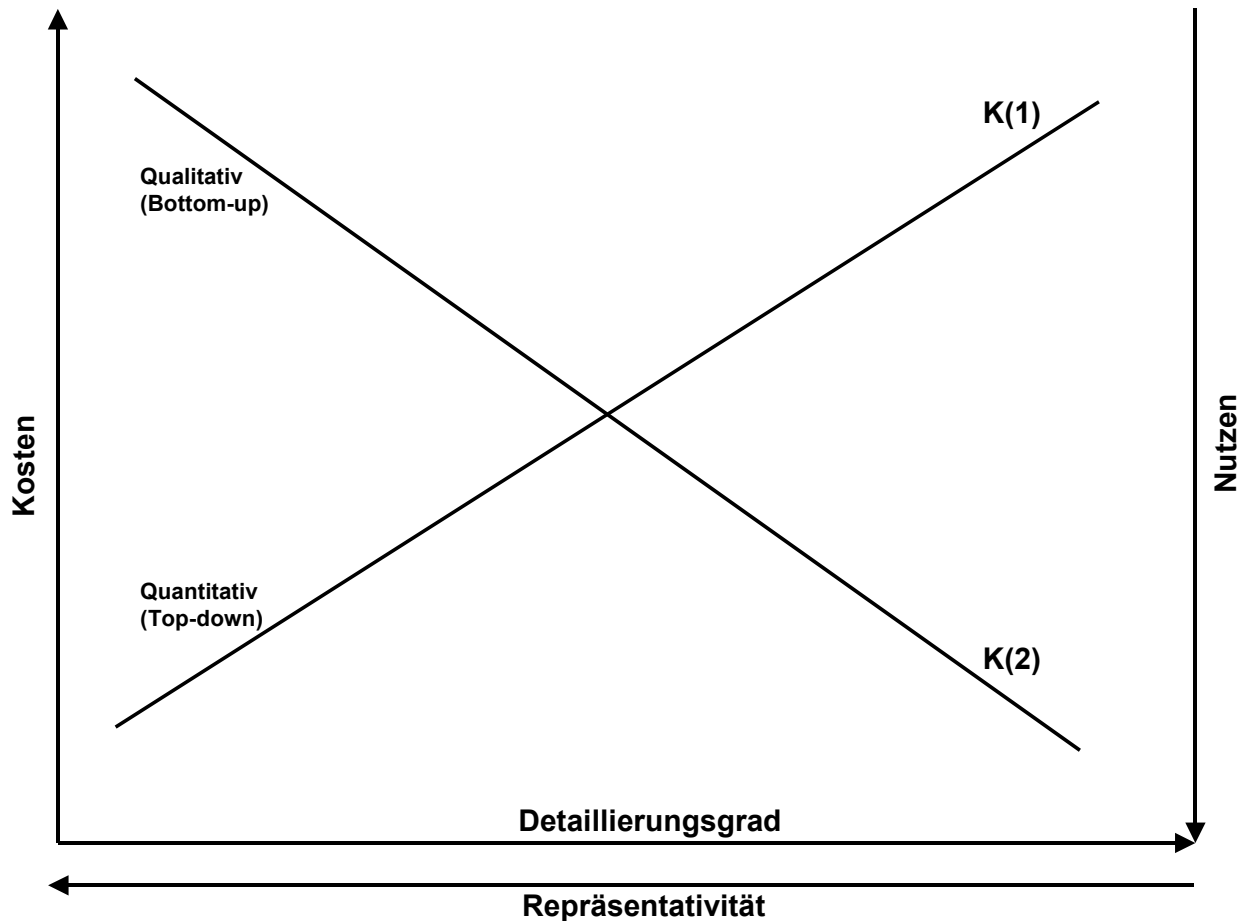 K(1)
Qualitativ
(Bottom-up)
Kosten
Nutzen
Quantitativ
(Top-down)
K(2)
Detaillierungsgrad
Repräsentativität